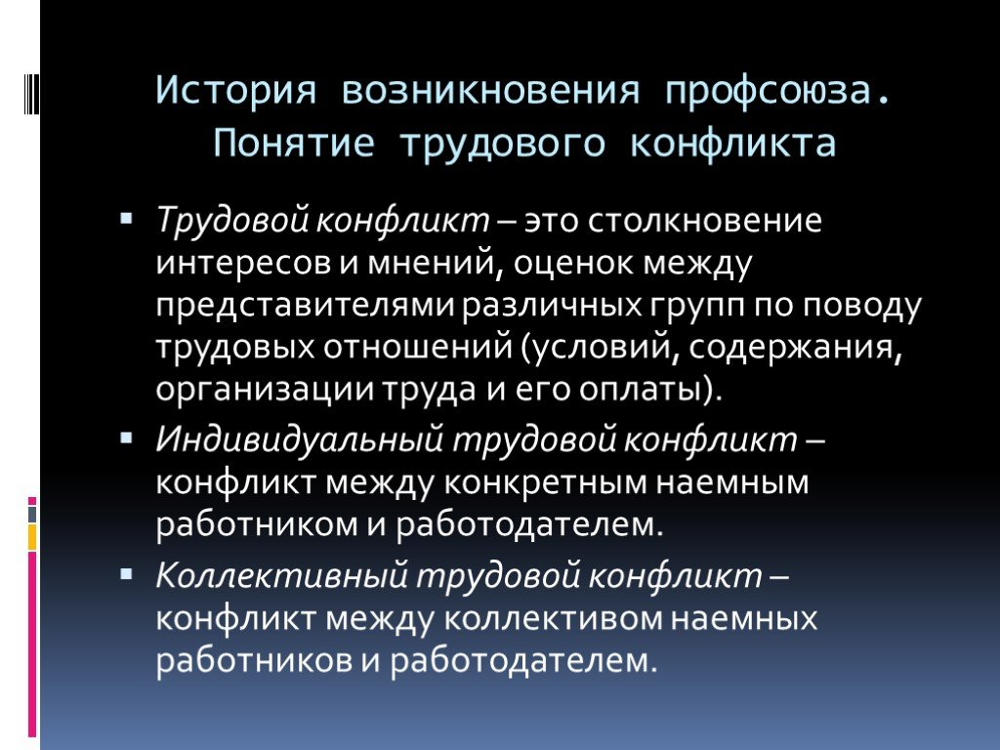 История возникновения профсоюза.
Понятие трудового конфликта
▪ Трудовой конфликт – это столкновение
интересов и мнений, оценок между
представителями различных групп по поводу
трудовых отношений (условий, содержания,
организации труда и его оплаты).
▪ Индивидуальный трудовой конфликт –
конфликт между конкретным наемным
работником и работодателем.
▪ Коллективный трудовой конфликт –
конфликт между коллективом наемных
работников и работодателем.